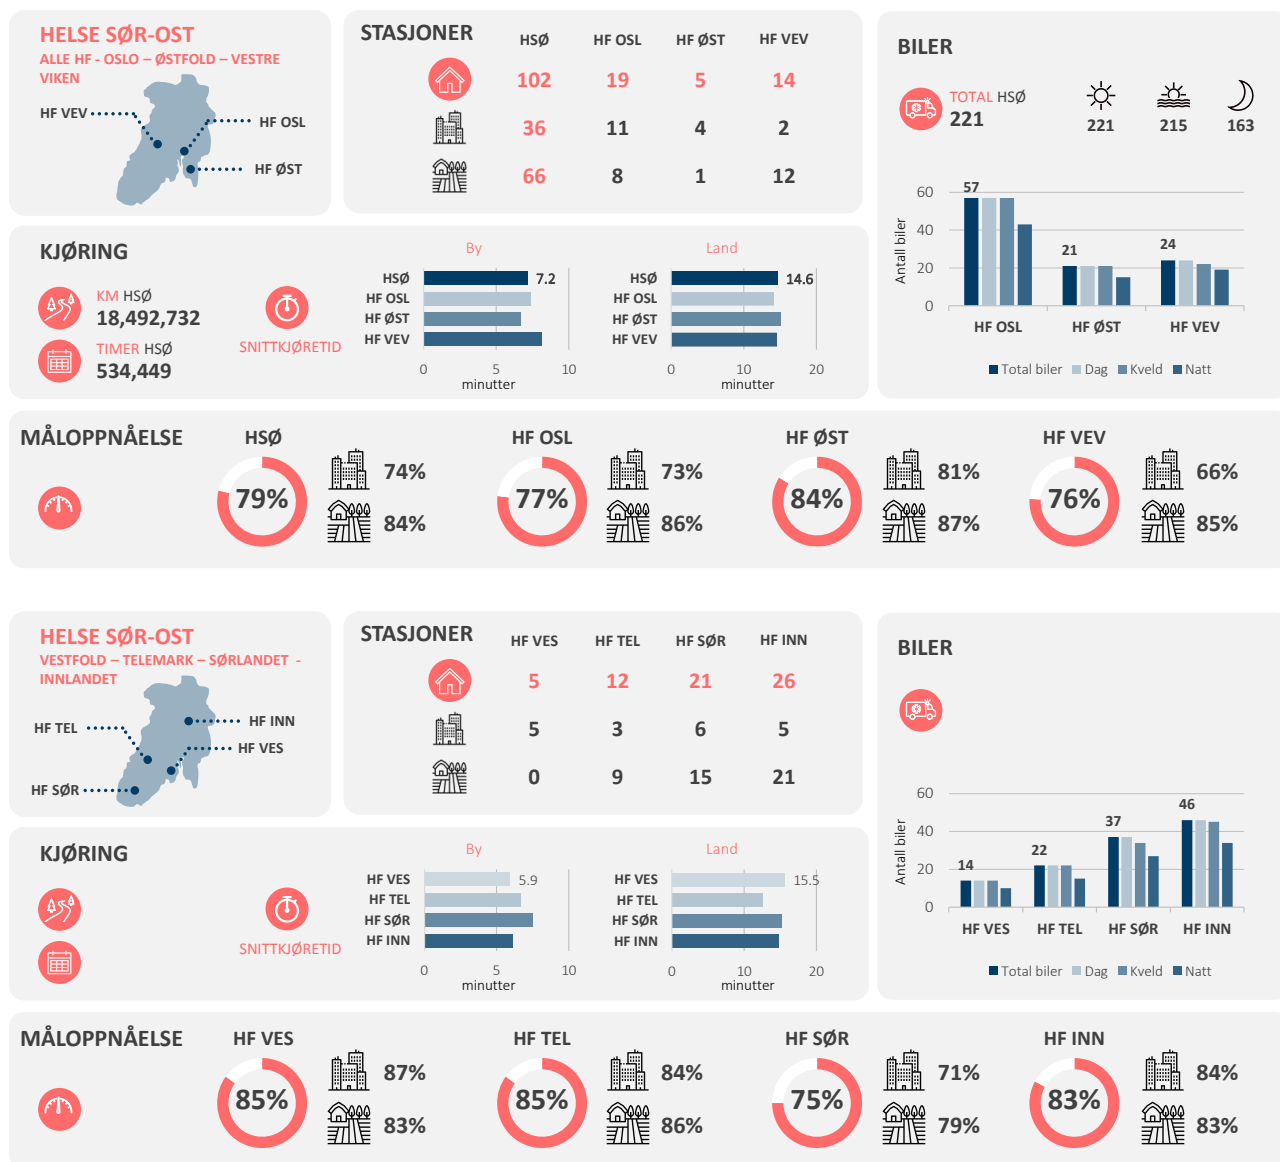 HELSE SØR-OST
ALLE HF - OSLO – ØSTFOLD – VESTRE
VIKEN
HF VEV
HF OSL
HF ØST
STASJONER
HSØ HF OSL HF ØST HF VEV
102 19 5 14
36 11 4 2
66 8 1 12
BILER
TOTAL HSØ
221
221 215 163
Antall biler
60
40
20
0
57
21
24
HF OSL HF ØST HF VEV
Total biler Dag Kveld Natt
KJØRING
KM HSØ
18,492,732
TIMER HSØ
534,449
SNITTKJØRETID
By
HSØ 7.2
HF OSL
HF ØST
HF VEV
0 5 10
minutter
Land
HSØ 14.6
HF OSL
HF ØST
HF VEV
0 10 20
minutter
MÅLOPPNÅELSE
HSØ
79%
74%
84%
HF OSL
77%
73%
86%
HF ØST
84%
81%
87%
HF VEV
76%
66%
85%
HELSE SØR-OST
VESTFOLD – TELEMARK – SØRLANDET -
INNLANDET
HF TEL
HF INN
HF VES
HF SØR
STASJONER
HF VES HF TEL HF SØR HF INN
5 12 21 26
5 3 6 5
0 9 15 21
BILER
Antall biler
60
40
20
0
14
22
37
46
HF VES HF TEL HF SØR HF INN
Total biler Dag Kveld Natt
KJØRING
SNITTKJØRETID
By
HF VES 5.9
HF TEL
HF SØR
HF INN
0 5 10
minutter
Land
HF VES 15.5
HF TEL
HF SØR
HF INN
0 10 20
minutter
MÅLOPPNÅELSE
HF VES
85%
87%
83%
HF TEL
85%
84%
86%
HF SØR
75%
71%
79%
HF INN
83%
84%
83%